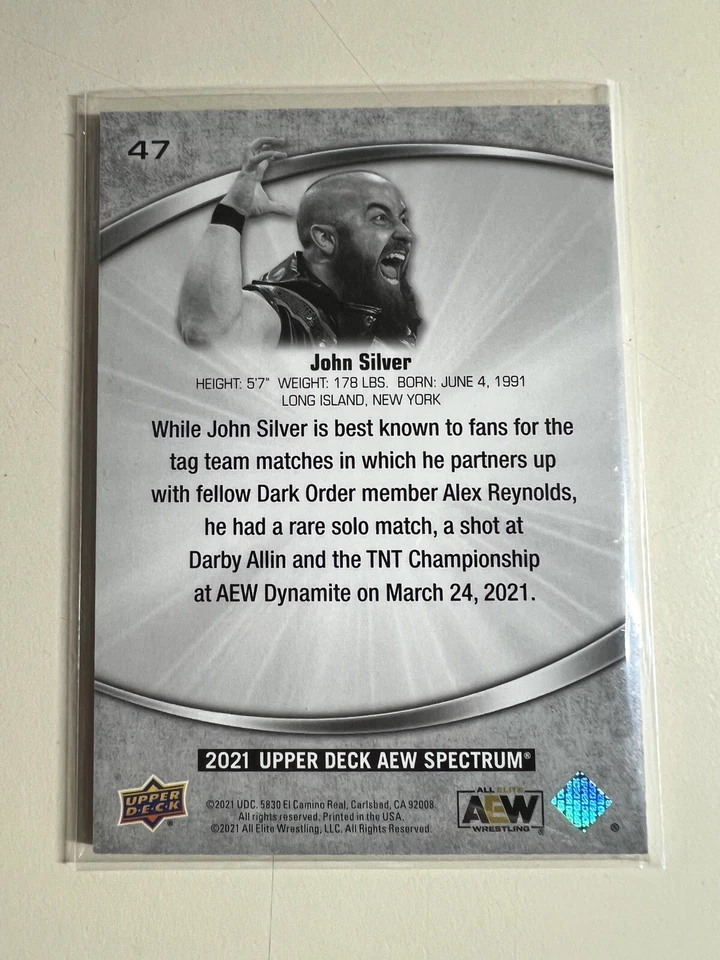 47
John Silver
HEIGHT: 5'7" WEIGHT: 178 LBS. BORN: JUNE 4, 1991
LONG ISLAND, NEW YORK
While John Silver is best known to fans for the
tag team matches in which he partners up
with fellow Dark Order member Alex Reynolds,
he had a rare solo match, a shot at
Darby Allin and the TNT Championship
at AEW Dynamite on March 24, 2021.
2021 UPPER DECK AEW SPECTRUM®
UPPER
DECK
®
©2021 UDC. 5830 El Camino Real, Carlsbad, CA 92008.
All rights reserved. Printed in the USA.
©2021 All Elite Wrestling, LLC. All Rights Reserved.
ALL ELITE
AEW
WRESTLING
®